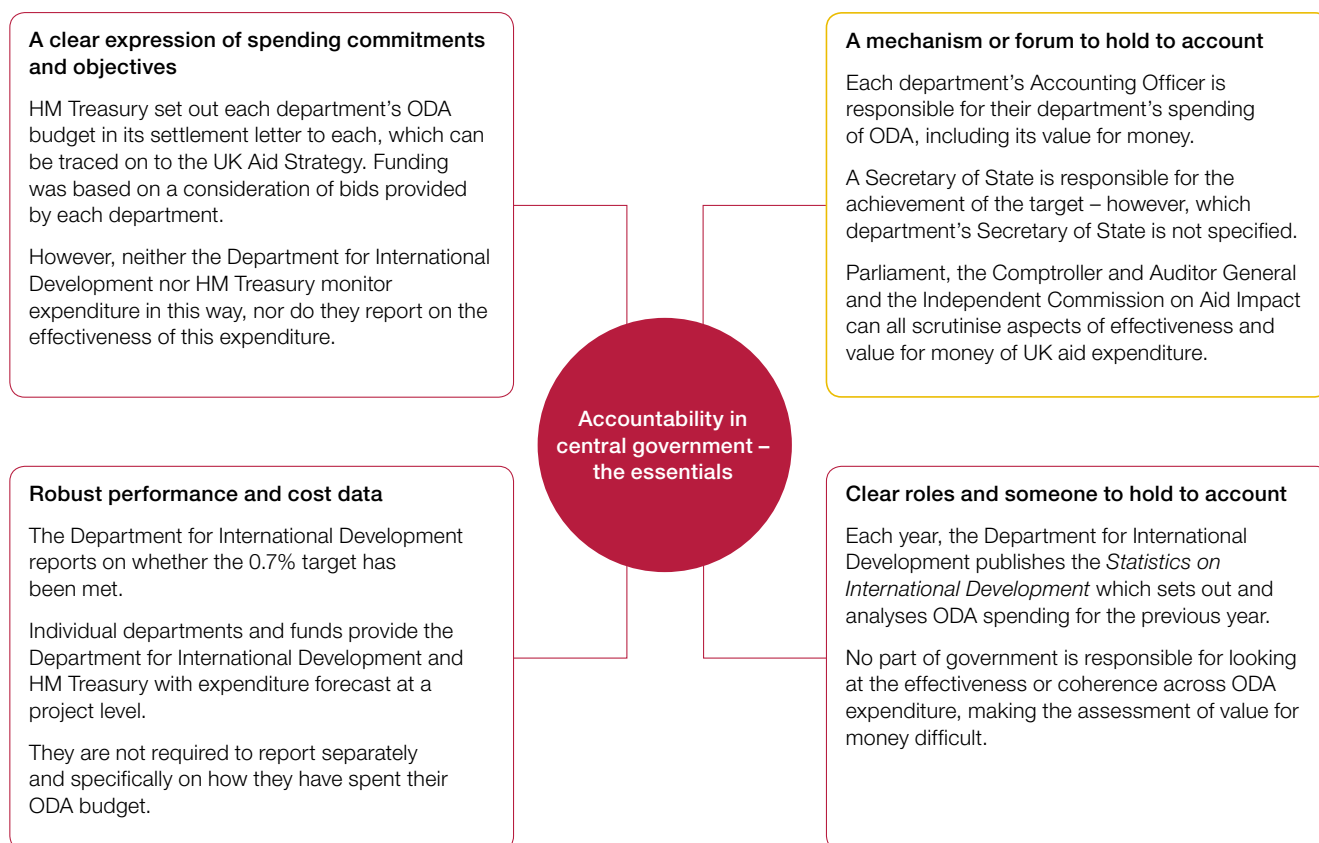 A clear expression of spending commitments
and objectives
HM Treasury set out each department's ODA
budget in its settlement letter to each, which can
be traced on to the UK Aid Strategy. Funding
was based on a consideration of bids provided
by each department.
However, neither the Department for International
Development nor HM Treasury monitor
expenditure in this way, nor do they report on the
effectiveness of this expenditure.
A mechanism or forum to hold to account
Each department's Accounting Officer is
responsible for their department's spending
of ODA, including its value for money.
A Secretary of State is responsible for the
achievement of the target – however, which
department's Secretary of State is not specified.
Parliament, the Comptroller and Auditor General
and the Independent Commission on Aid Impact
can all scrutinise aspects of effectiveness and
value for money of UK aid expenditure.
Accountability in
central government –
the essentials
Robust performance and cost data
The Department for International Development
reports on whether the 0.7% target has
been met.
Individual departments and funds provide the
Department for International Development and
HM Treasury with expenditure forecast at a
project level.
They are not required to report separately
and specifically on how they have spent their
ODA budget.
Clear roles and someone to hold to account
Each year, the Department for International
Development publishes the Statistics on
International Development which sets out and
analyses ODA spending for the previous year.
No part of government is responsible for looking
at the effectiveness or coherence across ODA
expenditure, making the assessment of value for
money difficult.